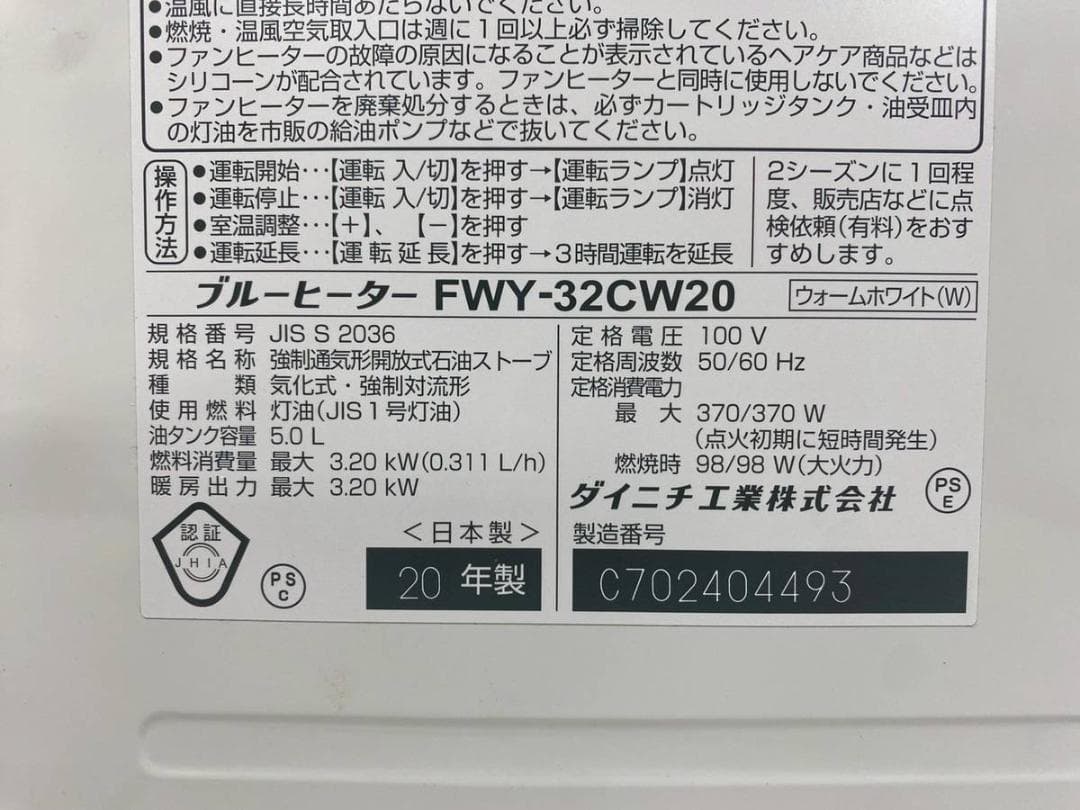 ●温風に直接長時間あたらないでください。
●燃焼・温風空気取入口は週に1回以上必ず掃除してください。
●ファンヒーターの故障の原因になることが表示されているヘアケア商品などは
シリコーンが配合されています。ファンヒーターと同時に使用しないでください。
●ファンヒーターを廃棄処分するときは、必ずカートリッジタンク・油受皿内
の灯油を市販の給油ポンプなどで抜いてください。
操作方法
●運転開始…【運転 入/切】を押す→【運転ランプ】点灯
●運転停止…【運転 入/切】を押す→【運転ランプ】消灯
●室温調整…【+】、【−】を押す
●運転延長…【運転延長】を押す→3時間運転を延長
2シーズンに1回程
度、販売店などに点
検依頼(有料)をおす
すめします。
ブルーヒーター FWY-32CW20
ウォームホワイト(W)
規格番号 JIS S 2036
規格名称 強制通気形開放式石油ストーブ
種類 気化式・強制対流形
使用燃料 灯油(JIS1号灯油)
油タンク容量 5.0 L
燃料消費量 最大 3.20 kW(0.311 L/h)
暖房出力 最大 3.20 kW
認証
JHIA
PS
C
<日本製>
20 年製
定格電圧 100 V
定格周波数 50/60 Hz
定格消費電力
最大 370/370 W
(点火初期に短時間発生)
燃焼時 98/98 W(大火力)
ダイニチ工業株式会社
PS
E
製造番号
C702404493